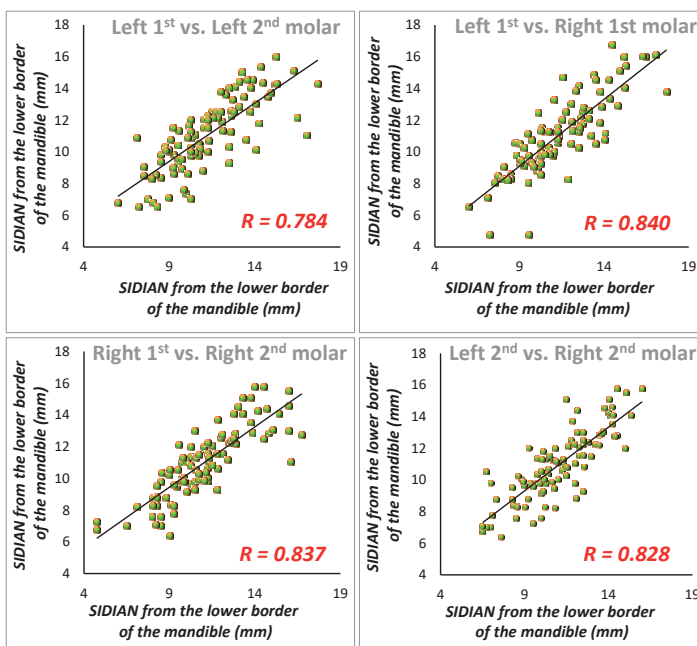 Left 1st vs. Left 2nd molar
SIDIAN from the lower border
of the mandible (mm)
18
16
14
12
10
8
6
4
R = 0.784
4 9 14 19
SIDIAN from the lower border
of the mandible (mm)
Left 1st vs. Right 1st molar
SIDIAN from the lower border
of the mandible (mm)
18
16
14
12
10
8
6
4
R = 0.840
4 9 14 19
SIDIAN from the lower border
of the mandible (mm)
Right 1st vs. Right 2nd molar
SIDIAN from the lower border
of the mandible (mm)
18
16
14
12
10
8
6
4
R = 0.837
4 9 14 19
SIDIAN from the lower border
of the mandible (mm)
Left 2nd vs. Right 2nd molar
SIDIAN from the lower border
of the mandible (mm)
18
16
14
12
10
8
6
4
R = 0.828
4 9 14 19
SIDIAN from the lower border
of the mandible (mm)